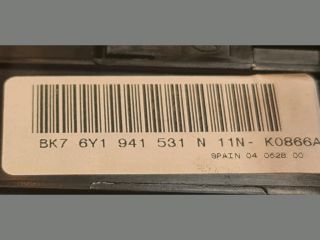 BK7 6Y1 941 531 N 11N- K0866A
SPAIN 04 0628 00